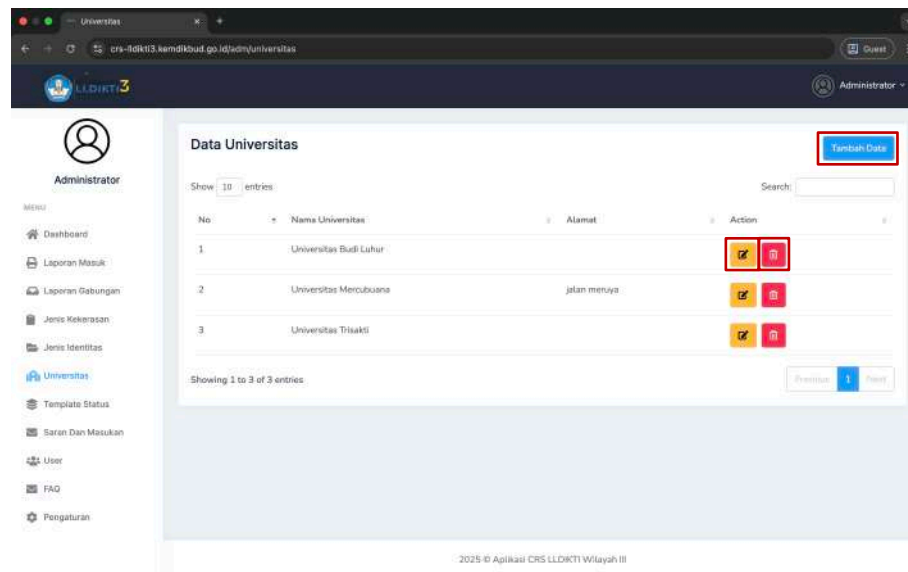 Universitas
crs-lldikti3.kemdikbud.go.id/adm/universitas
Guest
LLDIKTI 3
Administrator
Administrator
MENU
Dashboard
Laporan Masuk
Laporan Gabungan
Jenis Kekerasan
Jenis Identitas
Universitas
Template Status
Saran Dan Masukan
User
FAQ
Pengaturan
Data Universitas
Tambah Data
Show 10 entries
Search:
No Nama Universitas Alamat Action
1 Universitas Budi Luhur
2 Universitas Mercubuana jalan meruya
3 Universitas Trisakti
Showing 1 to 3 of 3 entries
Previous 1 Next
2025 © Aplikasi CRS LLDIKTI Wilayah III